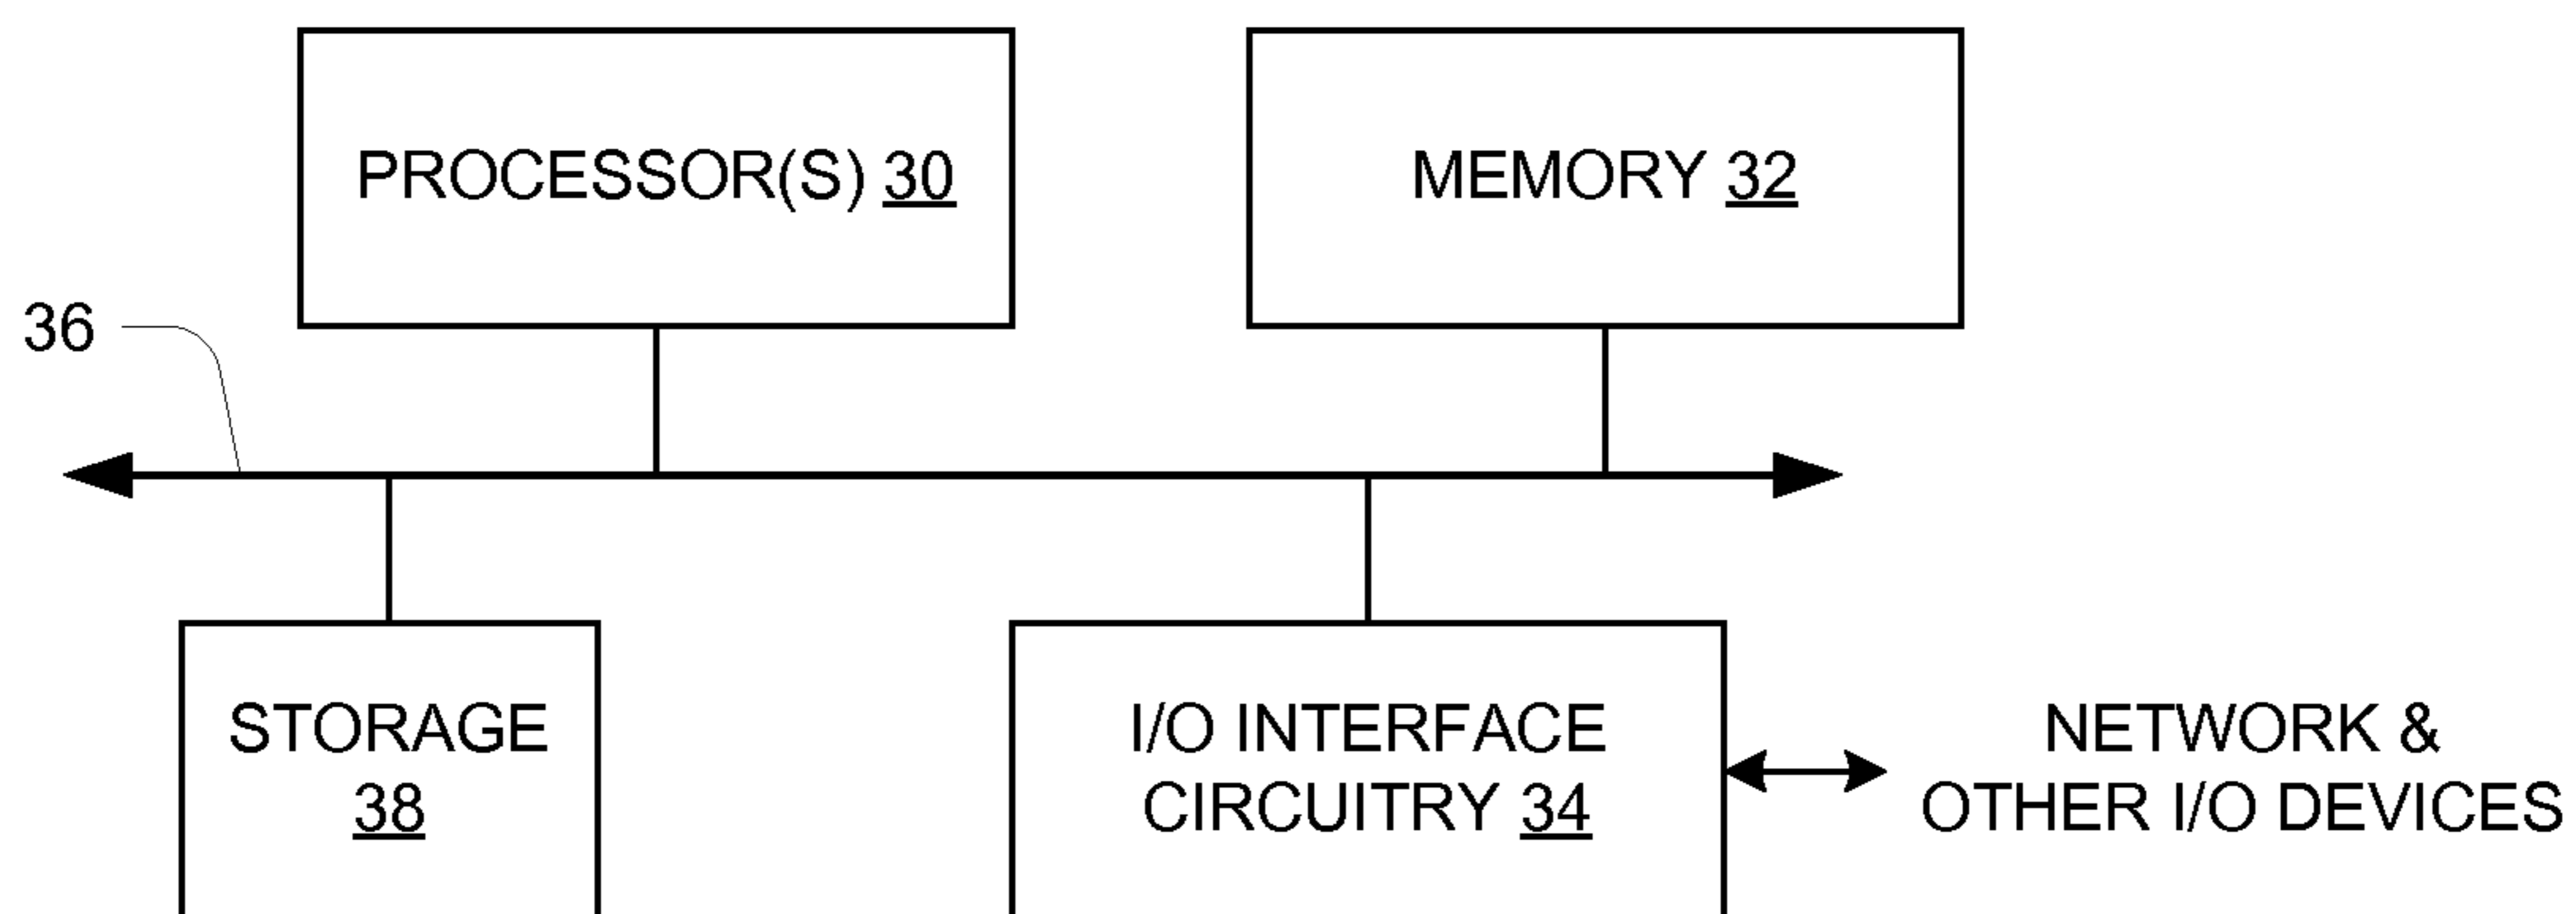 PROCESSOR(S) 30
MEMORY 32
36
STORAGE
38
I/O INTERFACE
CIRCUITRY 34
NETWORK &
OTHER I/O DEVICES